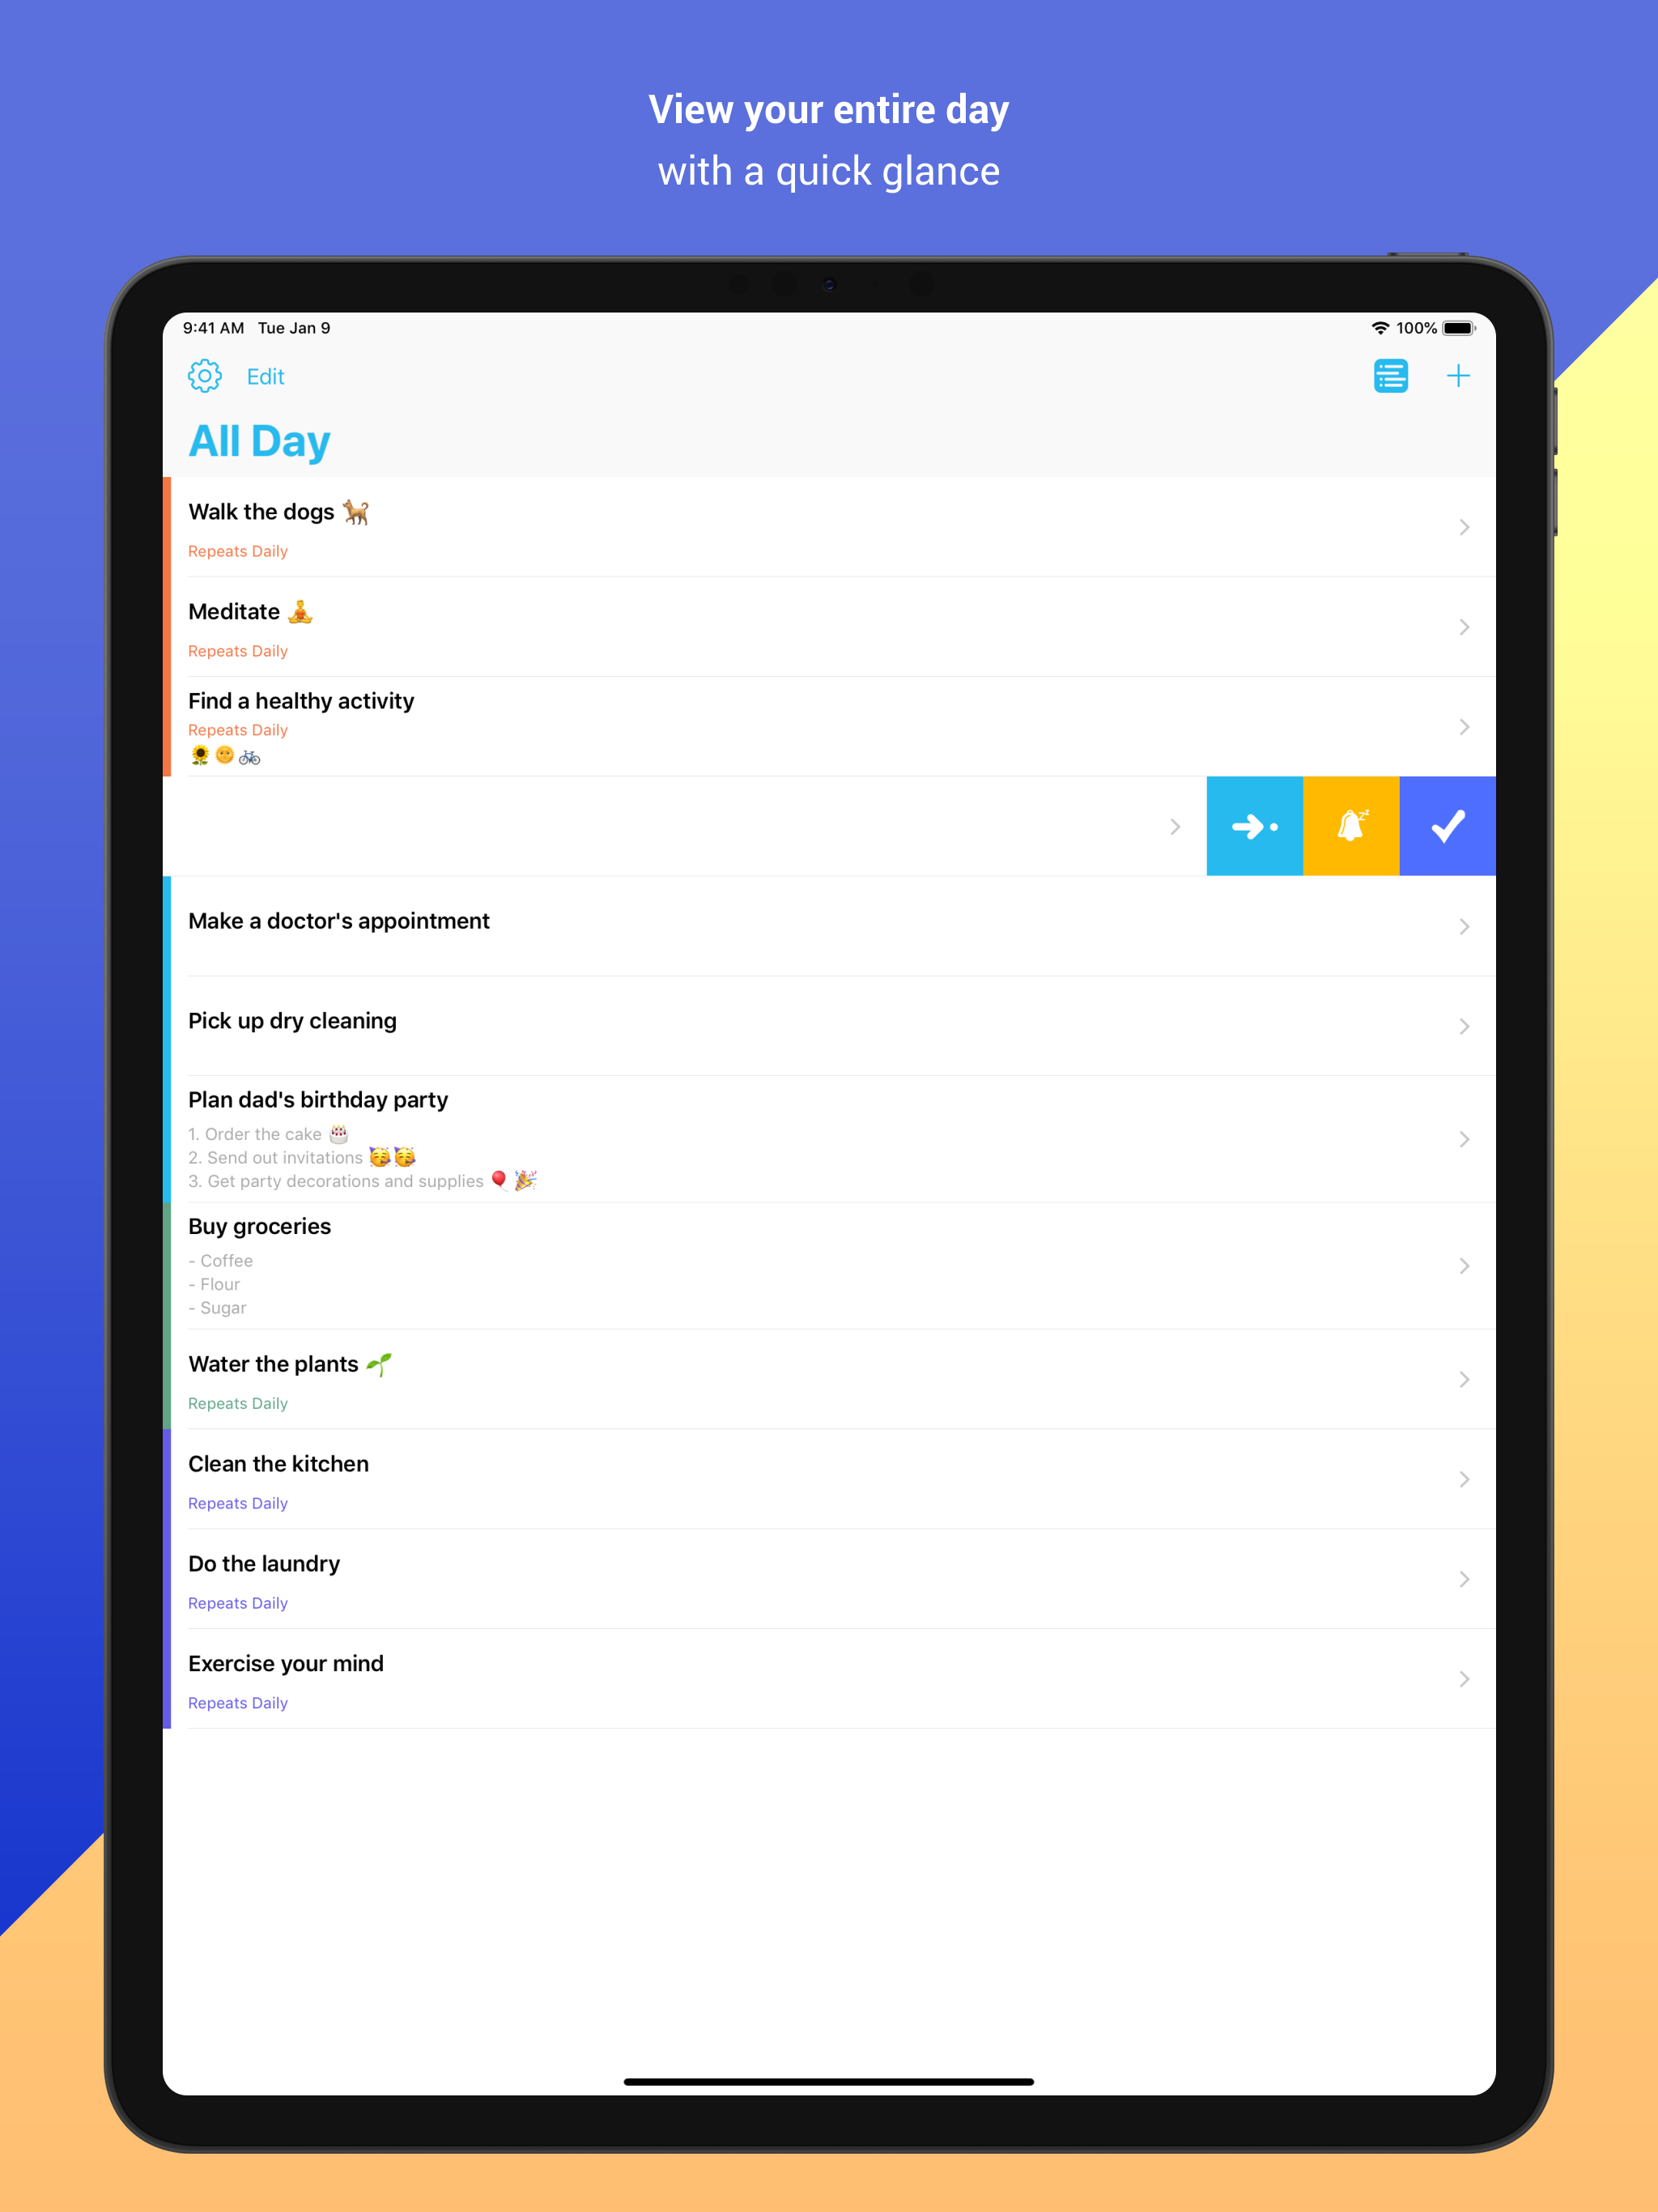 View your entire day
with a quick glance
9:41 AM Tue Jan 9 100%
Edit
All Day
Walk the dogs 🐕
Repeats Daily
Meditate 🧘
Repeats Daily
Find a healthy activity
Repeats Daily
🌻🌞🚲
zz
Make a doctor's appointment
Pick up dry cleaning
Plan dad's birthday party
1. Order the cake 🎂
2. Send out invitations 🥳🥳
3. Get party decorations and supplies 🎈🎉
Buy groceries
- Coffee
- Flour
- Sugar
Water the plants 🌱
Repeats Daily
Clean the kitchen
Repeats Daily
Do the laundry
Repeats Daily
Exercise your mind
Repeats Daily